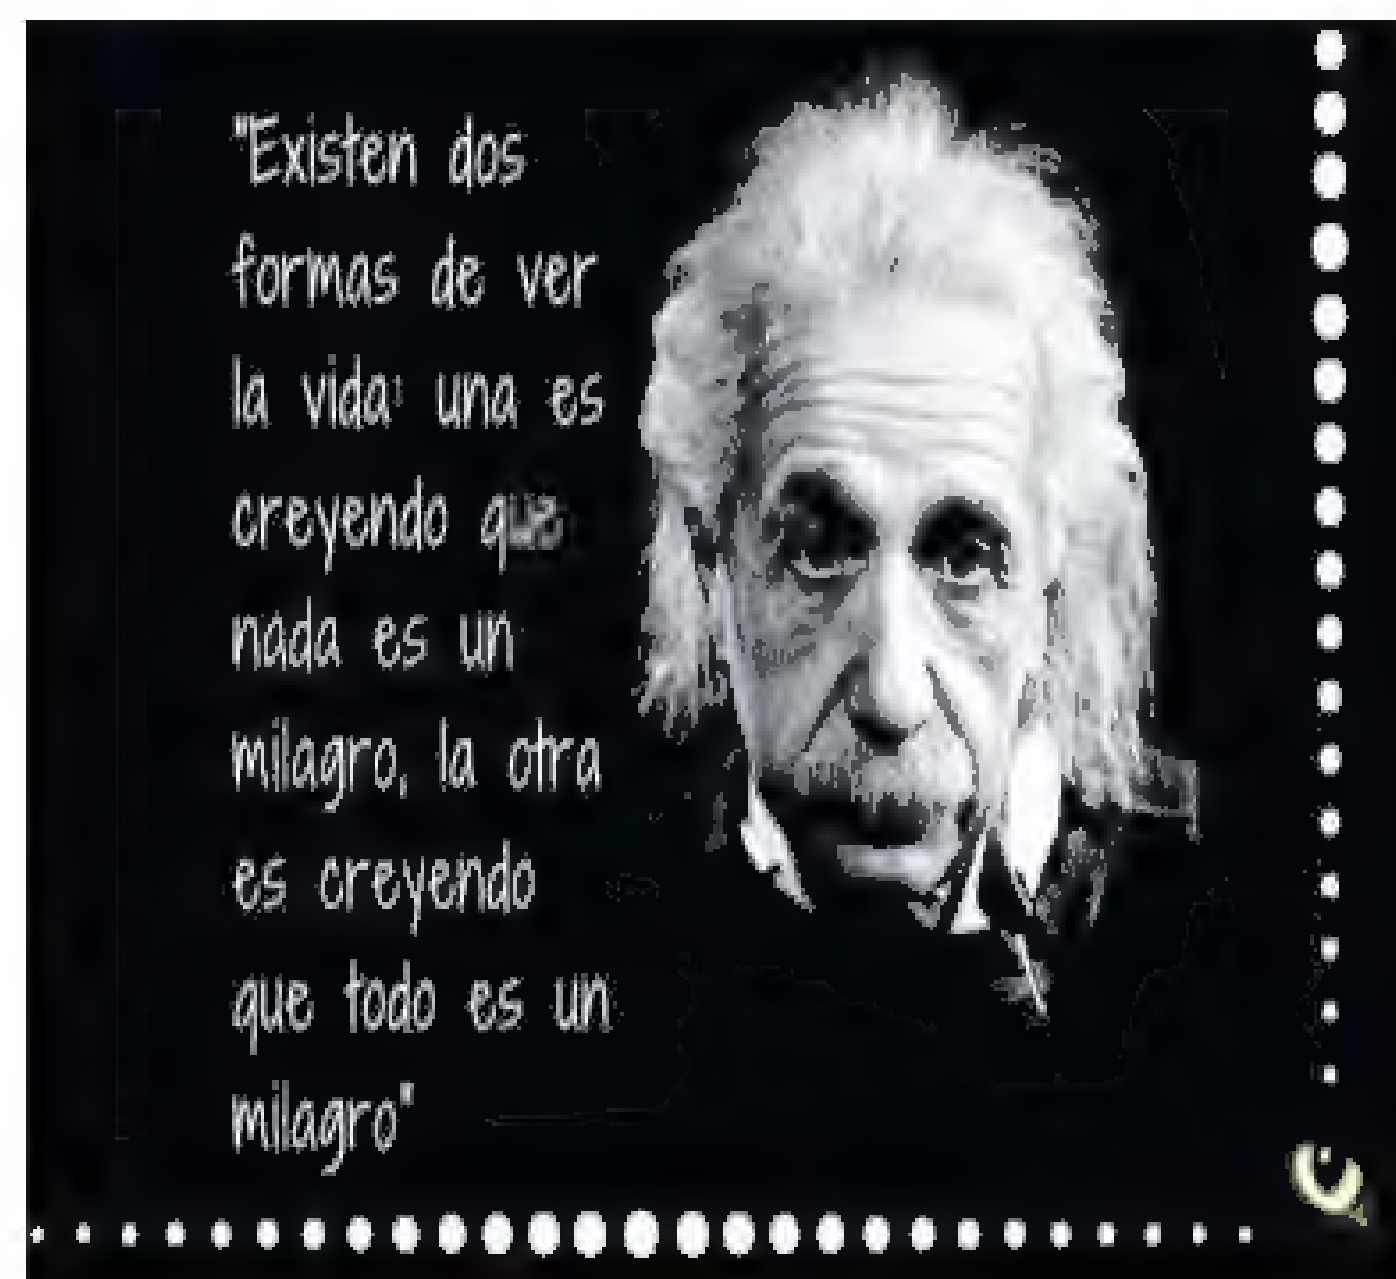 "Existen dos
formas de ver
la vida: una es
creyendo que
nada es un
milagro, la otra
es creyendo
que todo es un
milagro"